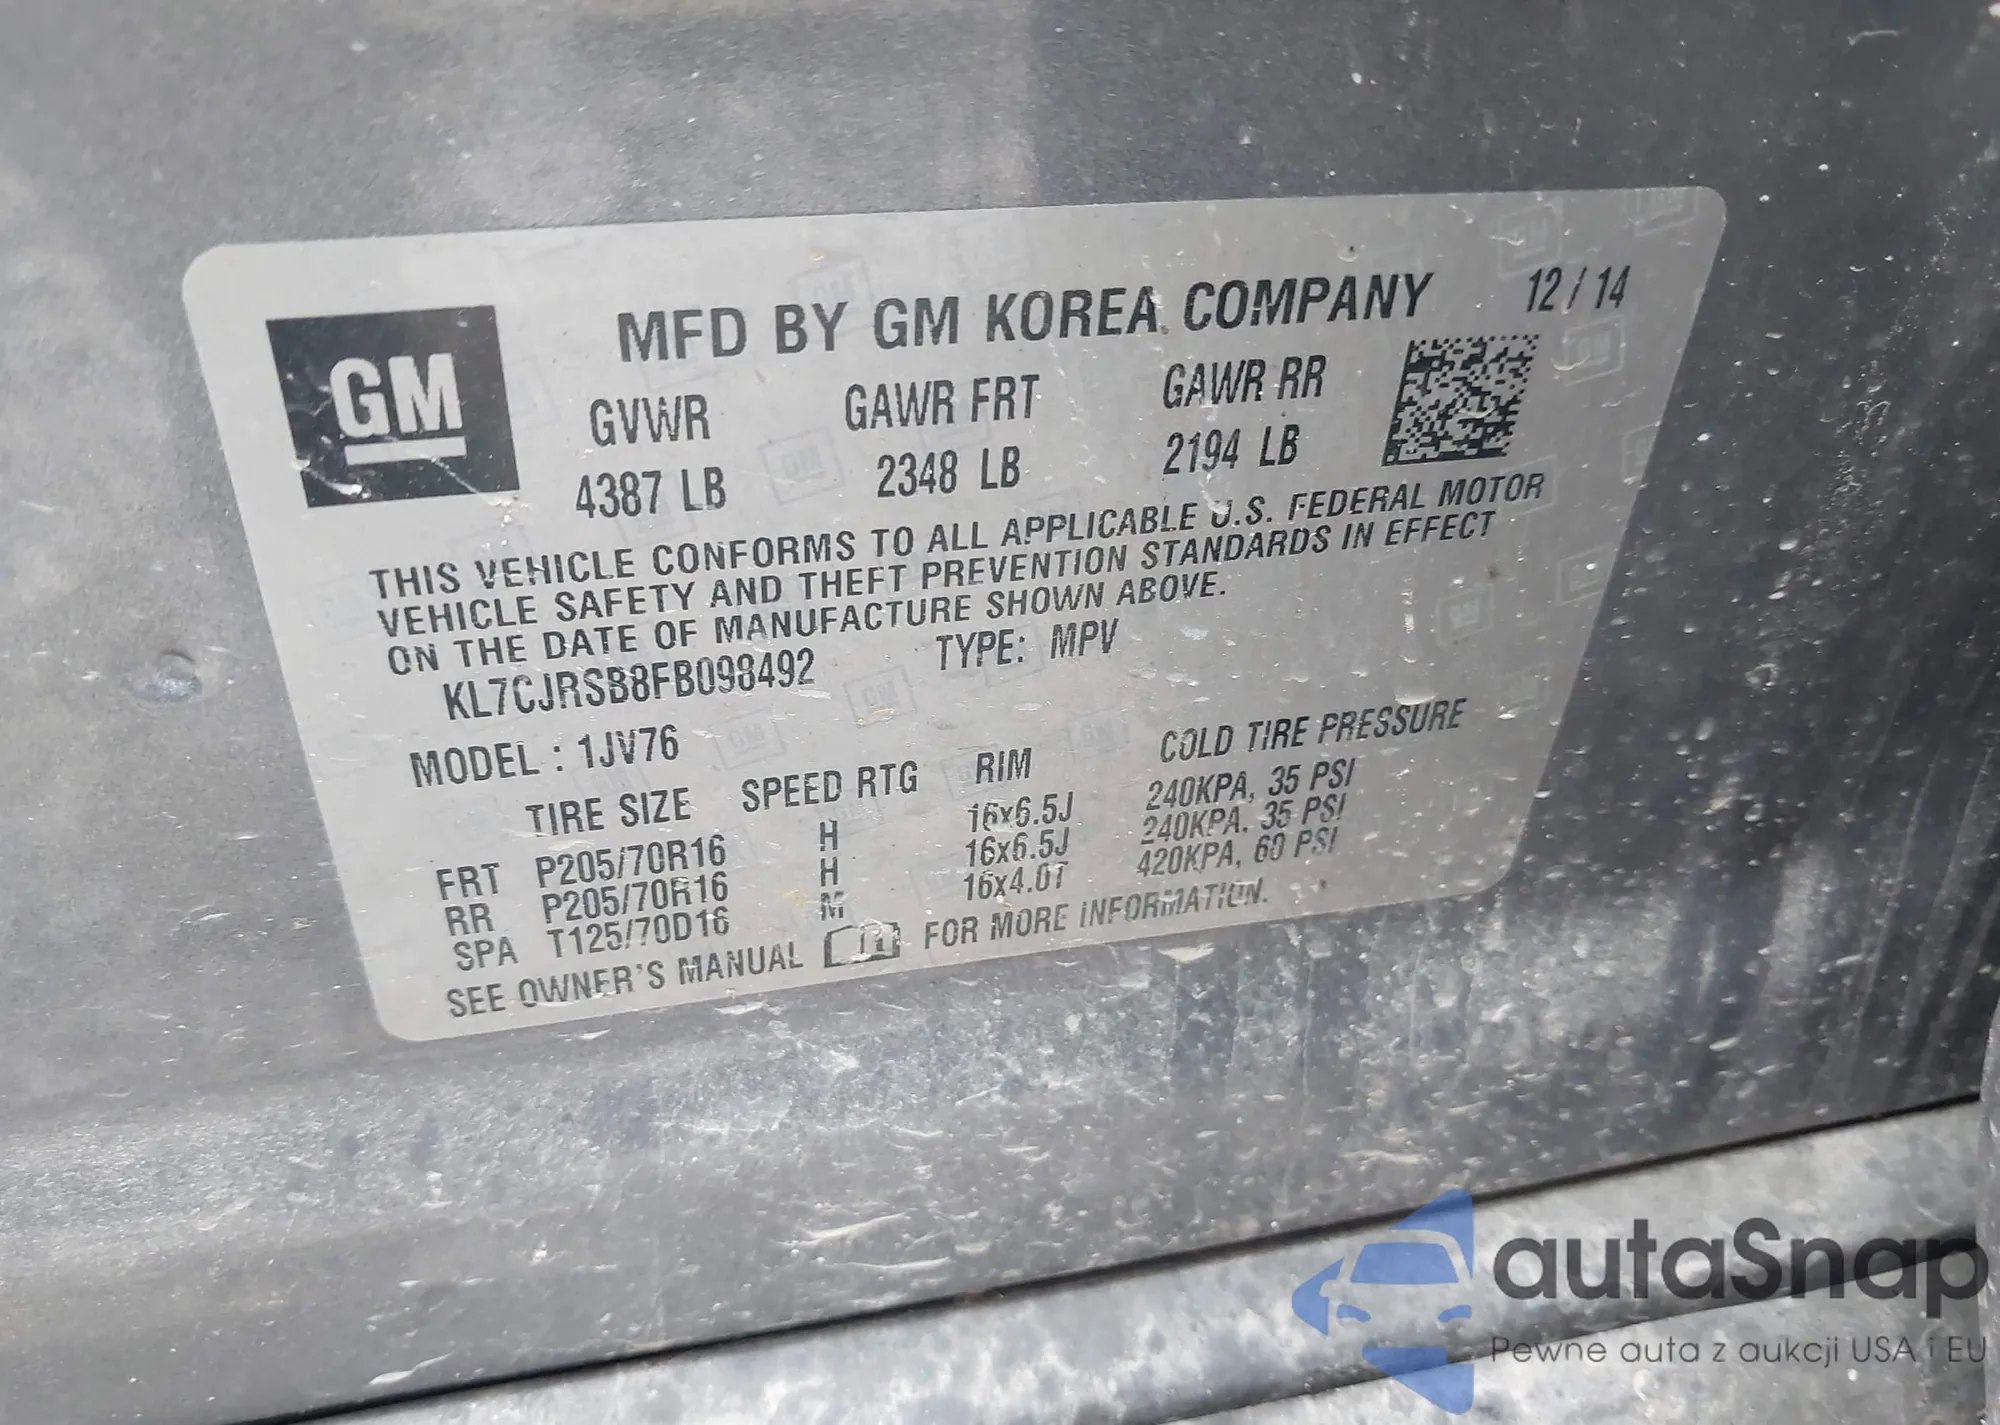 GM
MFD BY GM KOREA COMPANY 12/14
GVWR GAWR FRT GAWR RR
4387 LB 2348 LB 2194 LB
THIS VEHICLE CONFORMS TO ALL APPLICABLE U.S. FEDERAL MOTOR
VEHICLE SAFETY AND THEFT PREVENTION STANDARDS IN EFFECT
ON THE DATE OF MANUFACTURE SHOWN ABOVE.
KL7CJRSB8FB098492 TYPE: MPV
MODEL : 1JV76
TIRE SIZE SPEED RTG RIM COLD TIRE PRESSURE
FRT P205/70R16 H 16x6.5J 240KPA, 35 PSI
RR P205/70R16 H 16x6.5J 240KPA, 35 PSI
SPA T125/70D16 M 16x4.0T 420KPA, 60 PSI
SEE OWNER'S MANUAL FOR MORE INFORMATION.
autaSnap
Pewne auta z aukcji USA i EU